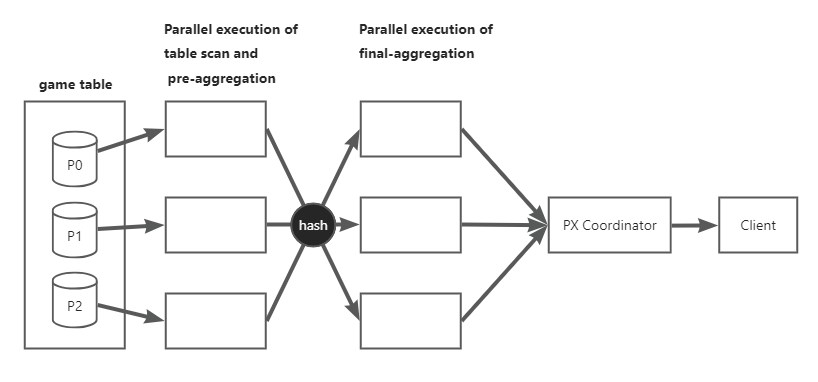 Parallel execution of
table scan and
pre-aggregation
Parallel execution of
final-aggregation
game table
P0
P1
P2
hash
PX Coordinator
Client